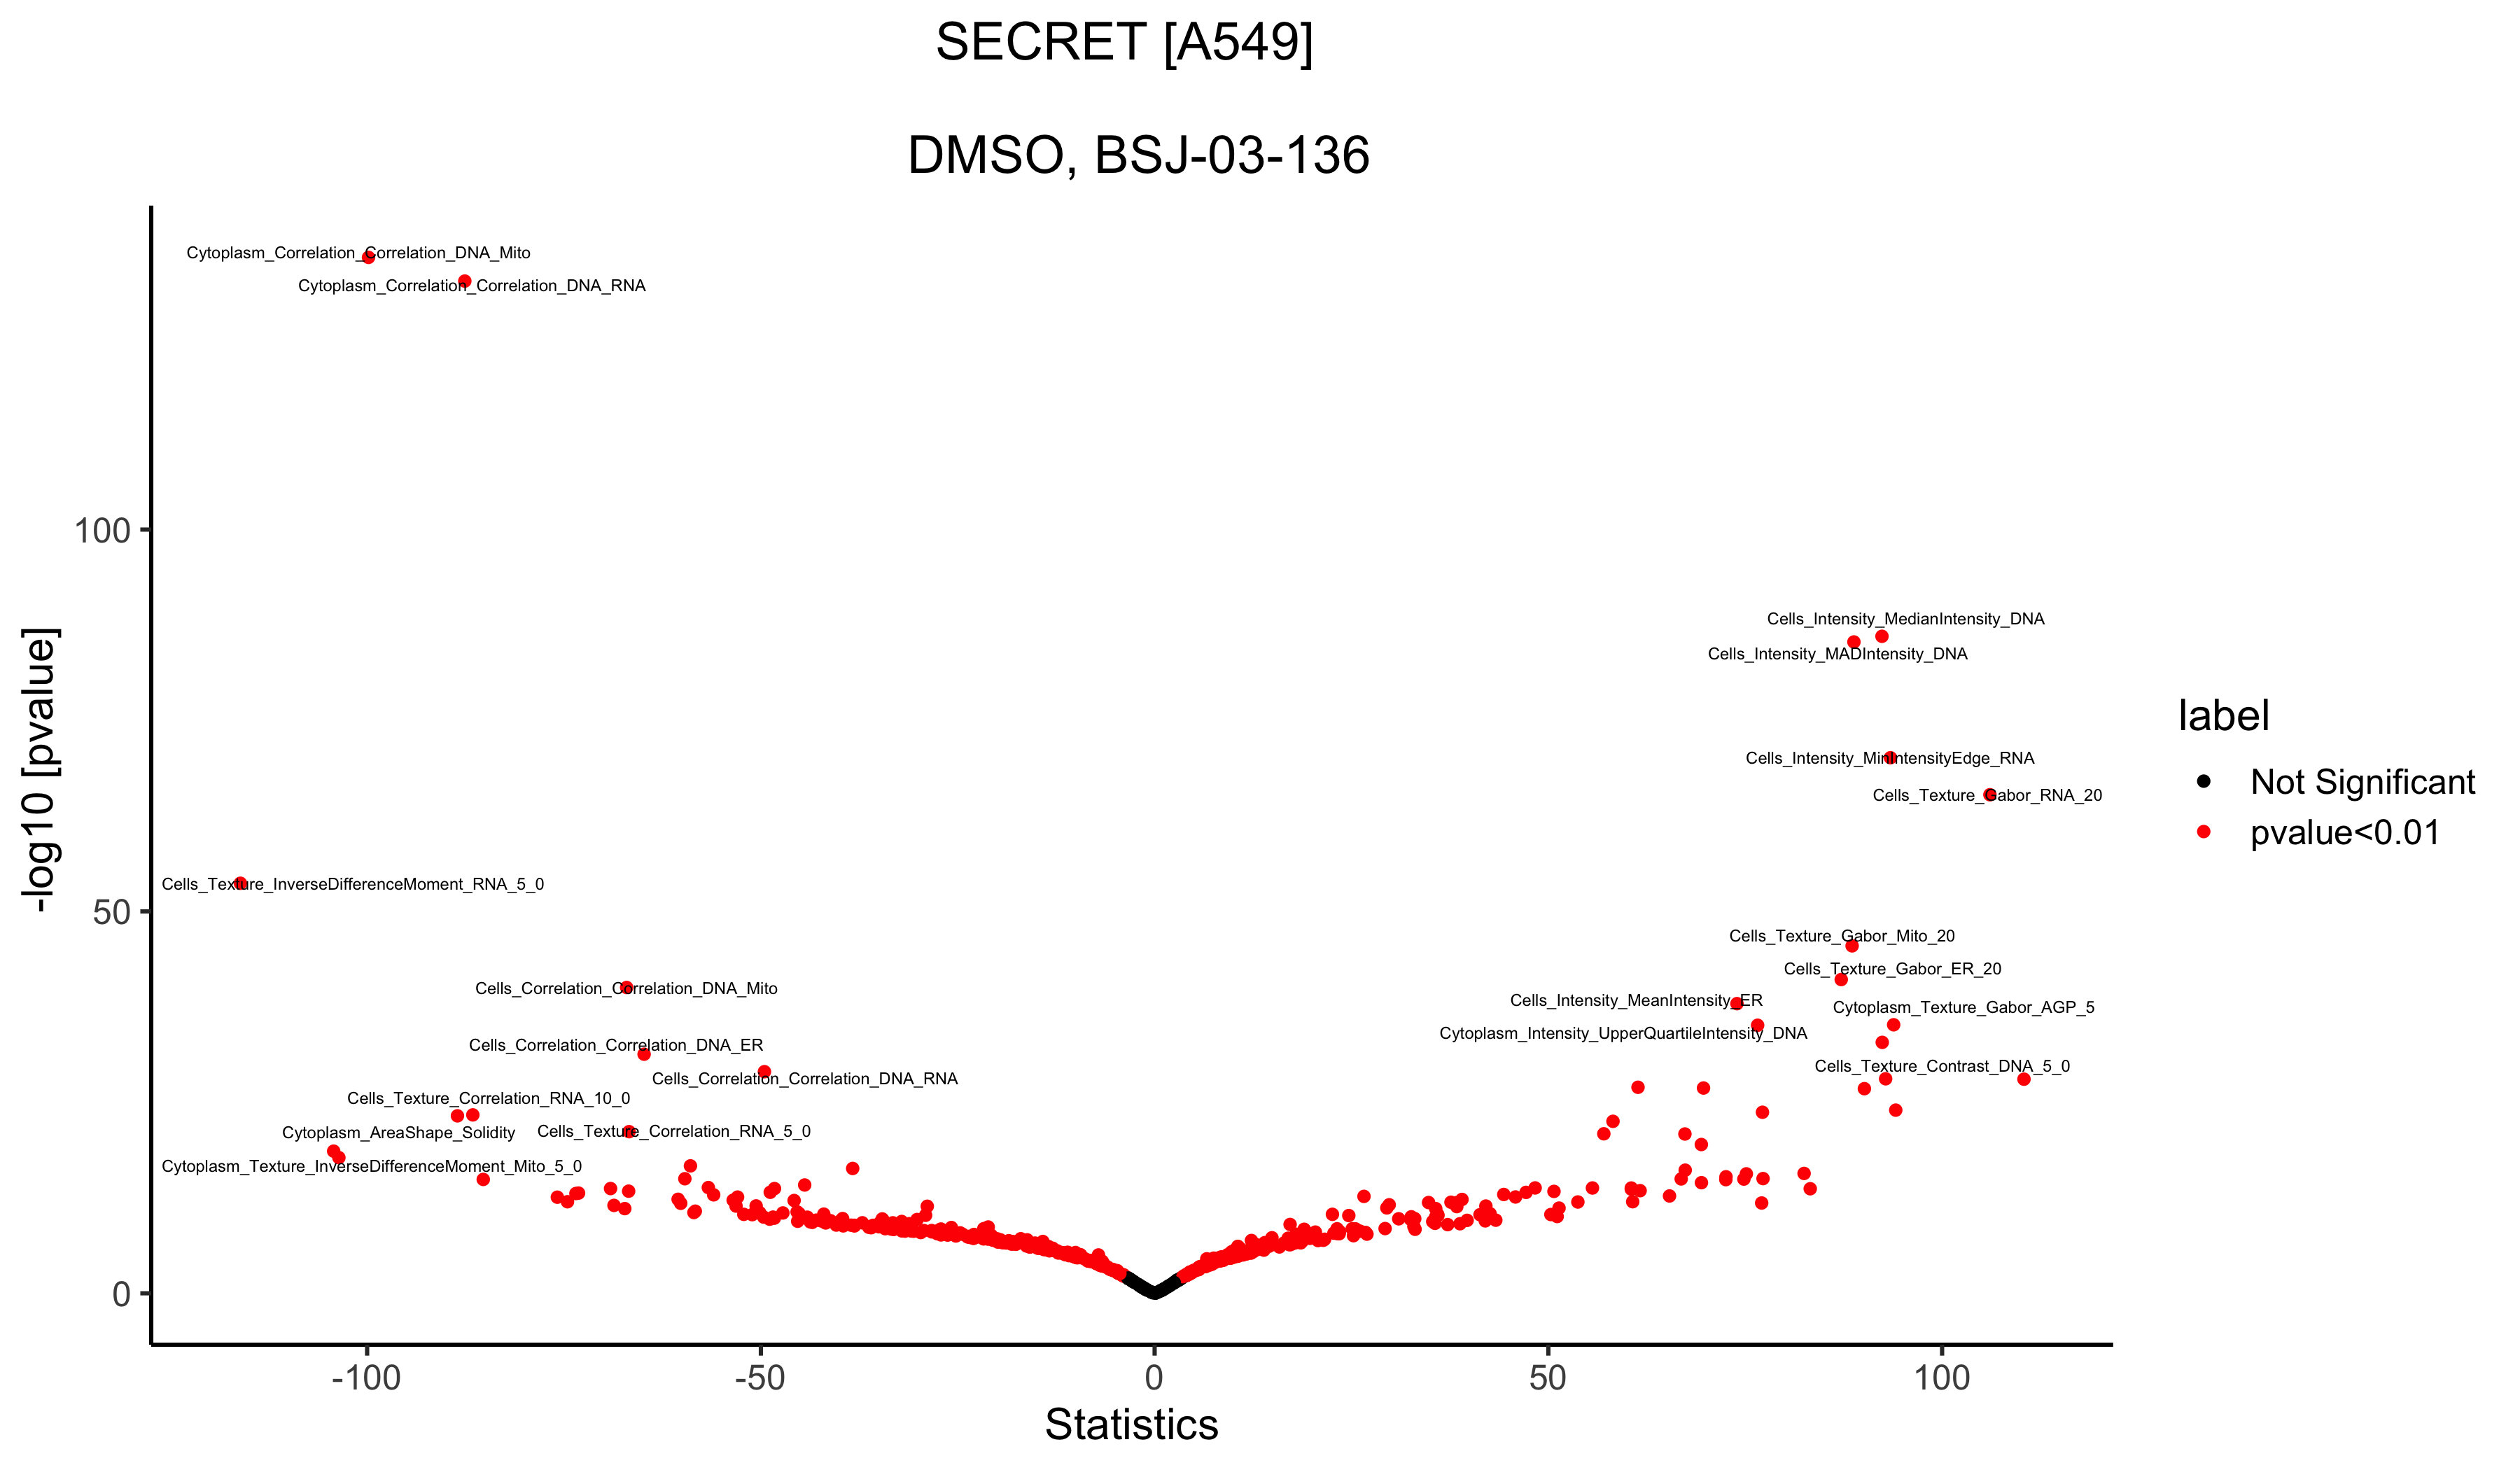 SECRET [A549]
DMSO, BSJ-03-136
Cytoplasm_Correlation_Correlation_DNA_Mito
Cytoplasm_Correlation_Correlation_DNA_RNA
Cells_Intensity_MedianIntensity_DNA
Cells_Intensity_MADIntensity_DNA
Cells_Intensity_MinIntensityEdge_RNA
Cells_Texture_Gabor_RNA_20
Cells_Texture_InverseDifferenceMoment_RNA_5_0
Cells_Texture_Gabor_Mito_20
Cells_Texture_Gabor_ER_20
Cells_Correlation_Correlation_DNA_Mito
Cells_Intensity_MeanIntensity_ER
Cytoplasm_Texture_Gabor_AGP_5
Cytoplasm_Intensity_UpperQuartileIntensity_DNA
Cells_Correlation_Correlation_DNA_ER
Cells_Texture_Contrast_DNA_5_0
Cells_Correlation_Correlation_DNA_RNA
Cells_Texture_Correlation_RNA_10_0
Cytoplasm_AreaShape_Solidity
Cells_Texture_Correlation_RNA_5_0
Cytoplasm_Texture_InverseDifferenceMoment_Mito_5_0
-log10 [pvalue]
100
50
0
-100
-50
0
50
100
Statistics
label
Not Significant
pvalue<0.01